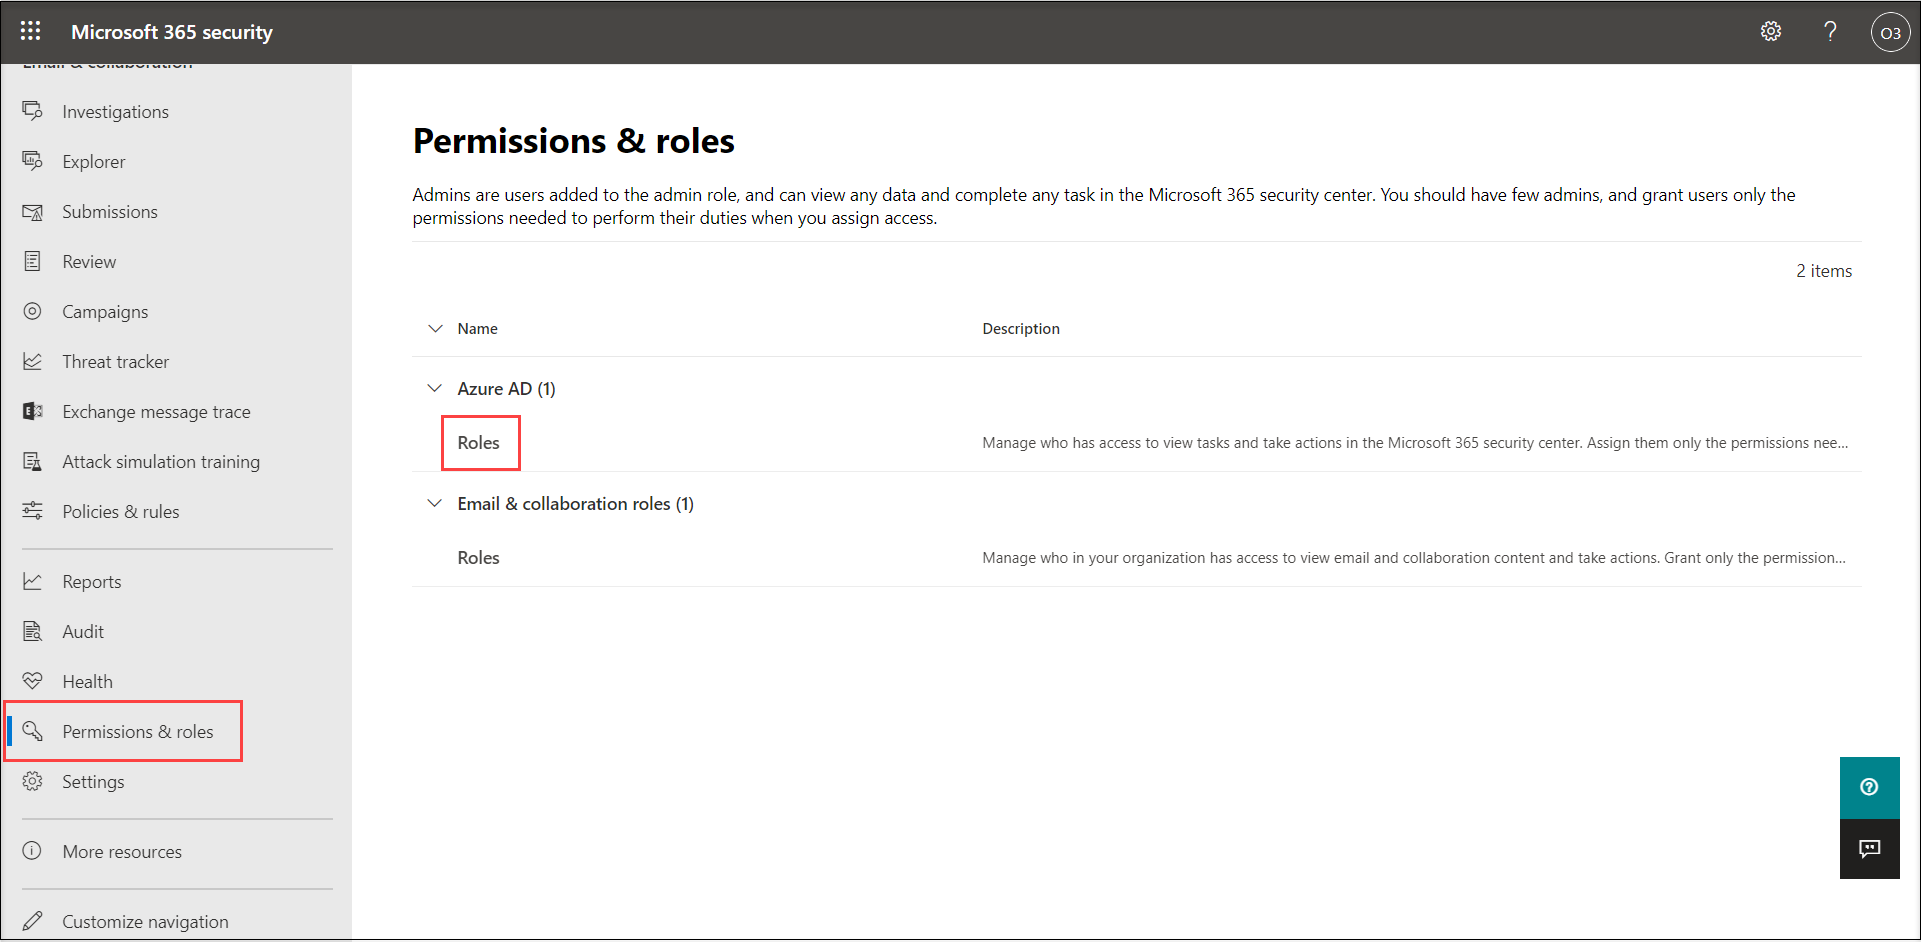 Microsoft 365 security
O3
Email & collaboration
Investigations
Explorer
Submissions
Review
Campaigns
Threat tracker
Exchange message trace
Attack simulation training
Policies & rules
Reports
Audit
Health
Permissions & roles
Settings
More resources
Customize navigation
Permissions & roles
Admins are users added to the admin role, and can view any data and complete any task in the Microsoft 365 security center. You should have few admins, and grant users only the
permissions needed to perform their duties when you assign access.
2 items
Name Description
Azure AD (1)
Roles Manage who has access to view tasks and take actions in the Microsoft 365 security center. Assign them only the permissions nee...
Email & collaboration roles (1)
Roles Manage who in your organization has access to view email and collaboration content and take actions. Grant only the permission...